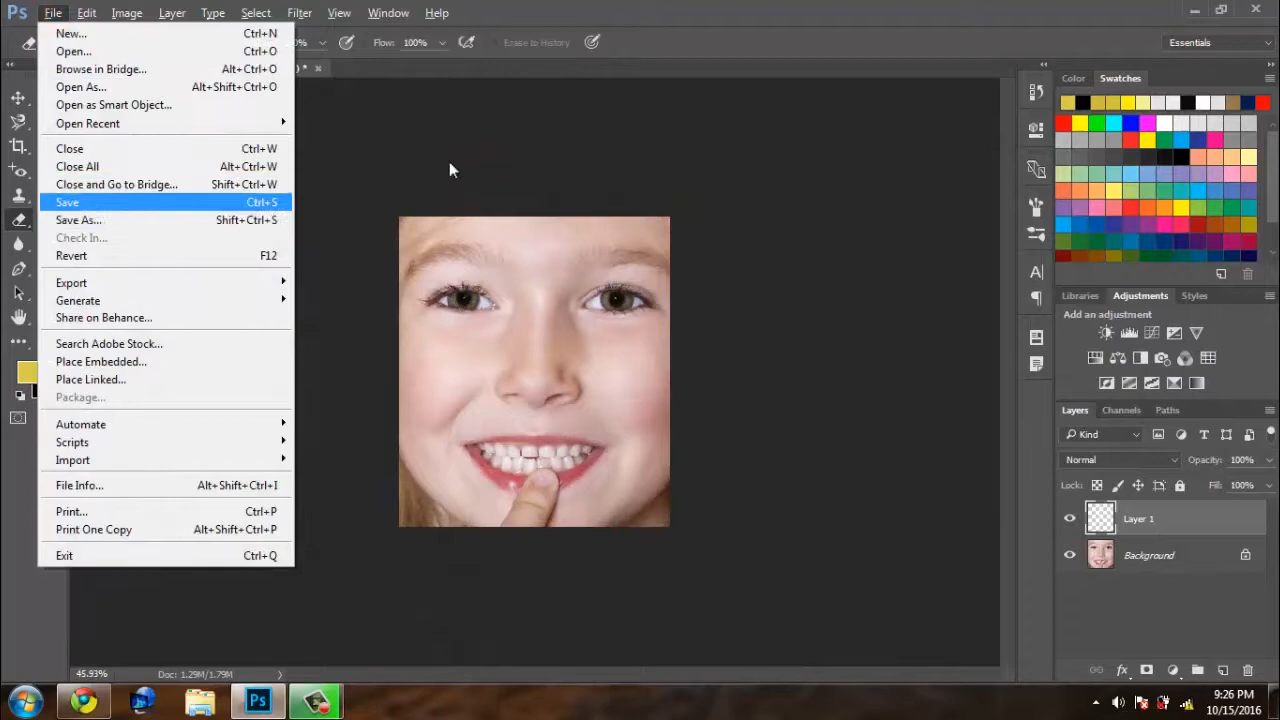 Ps File Edit Image Layer Type Select Filter View Window Help
Flow: 100% Erase to History Essentials
New... Ctrl+N
Open... Ctrl+O
Browse in Bridge... Alt+Ctrl+O
Open As... Alt+Shift+Ctrl+O
Open as Smart Object...
Open Recent
Close Ctrl+W
Close All Alt+Ctrl+W
Close and Go to Bridge... Shift+Ctrl+W
Save Ctrl+S
Save As... Shift+Ctrl+S
Check In...
Revert F12
Export
Generate
Share on Behance...
Search Adobe Stock...
Place Embedded...
Place Linked...
Package...
Automate
Scripts
Import
File Info... Alt+Shift+Ctrl+I
Print... Ctrl+P
Print One Copy Alt+Shift+Ctrl+P
Exit Ctrl+Q
Color Swatches
Libraries Adjustments Styles
Add an adjustment
Layers Channels Paths
Kind
Normal Opacity: 100%
Lock: Fill: 100%
Layer 1
Background
fx
45.93% Doc: 1.29M/1.79M
Ps
9:26 PM
10/15/2016